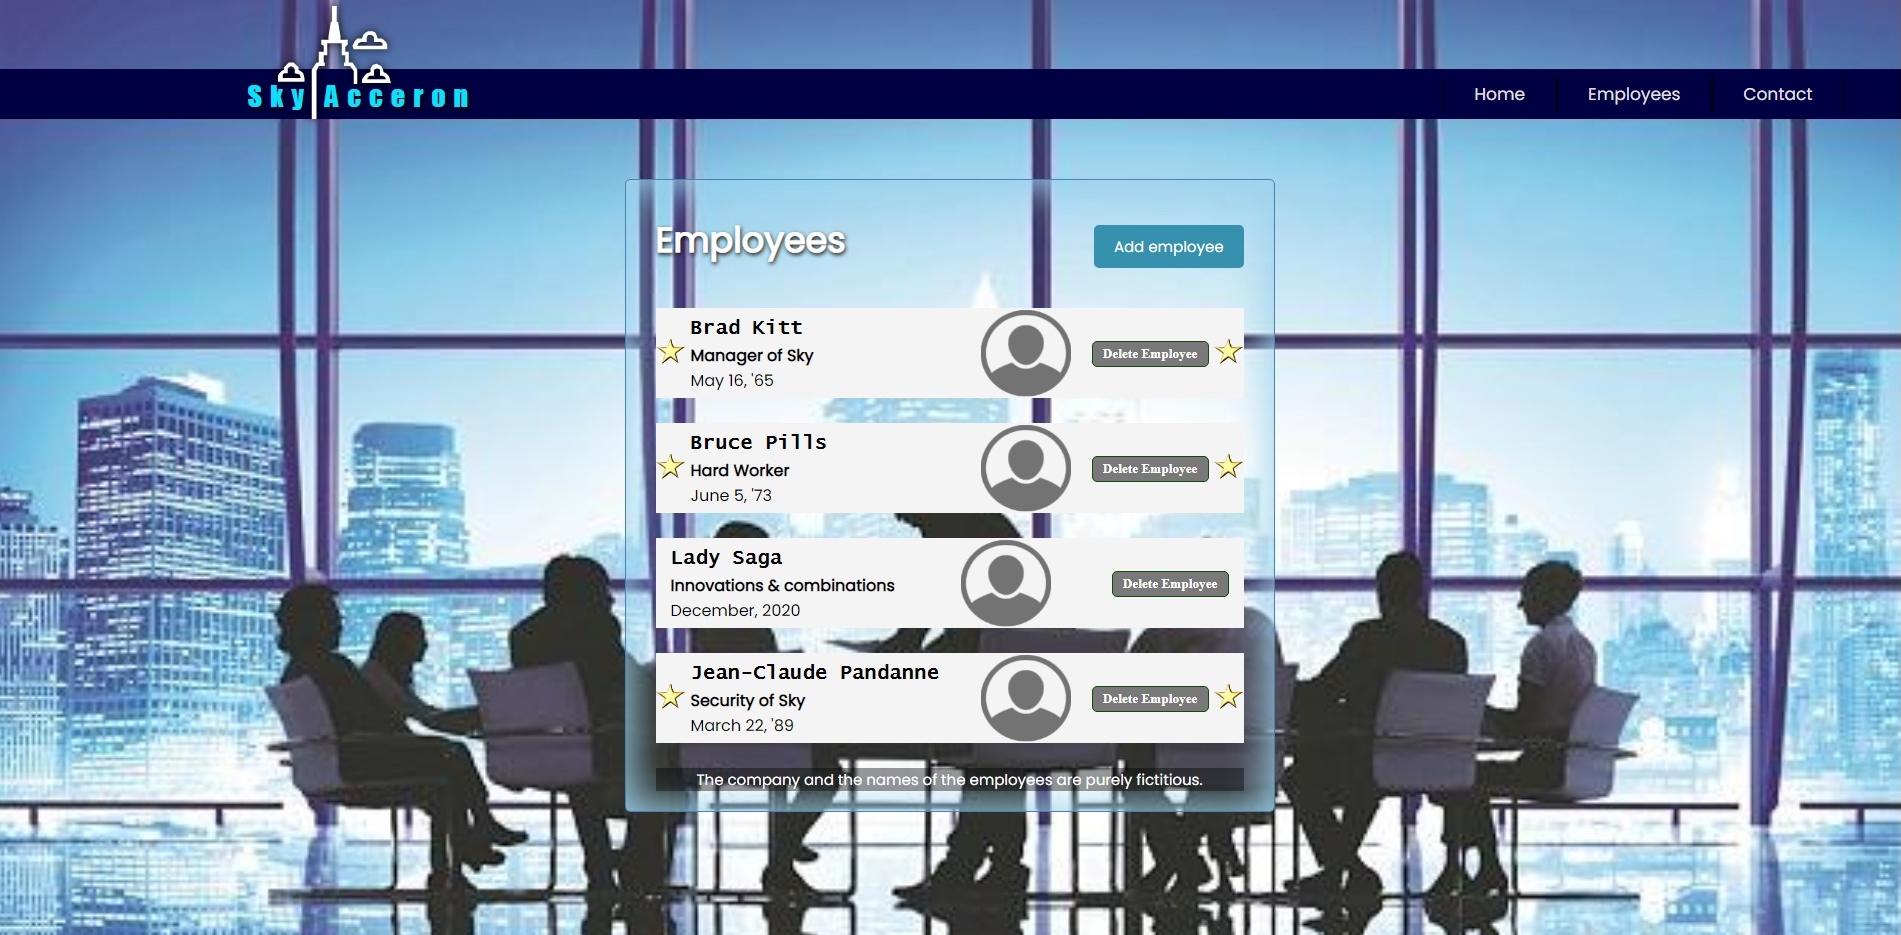 Sky Acceron
Home Employees Contact
Employees
Add employee
Brad Kitt
Manager of Sky
May 16, '65
Delete Employee
Bruce Pills
Hard Worker
June 5, '73
Delete Employee
Lady Saga
Innovations & combinations
December, 2020
Delete Employee
Jean-Claude Pandanne
Security of Sky
March 22, '89
Delete Employee
The company and the names of the employees are purely fictitious.